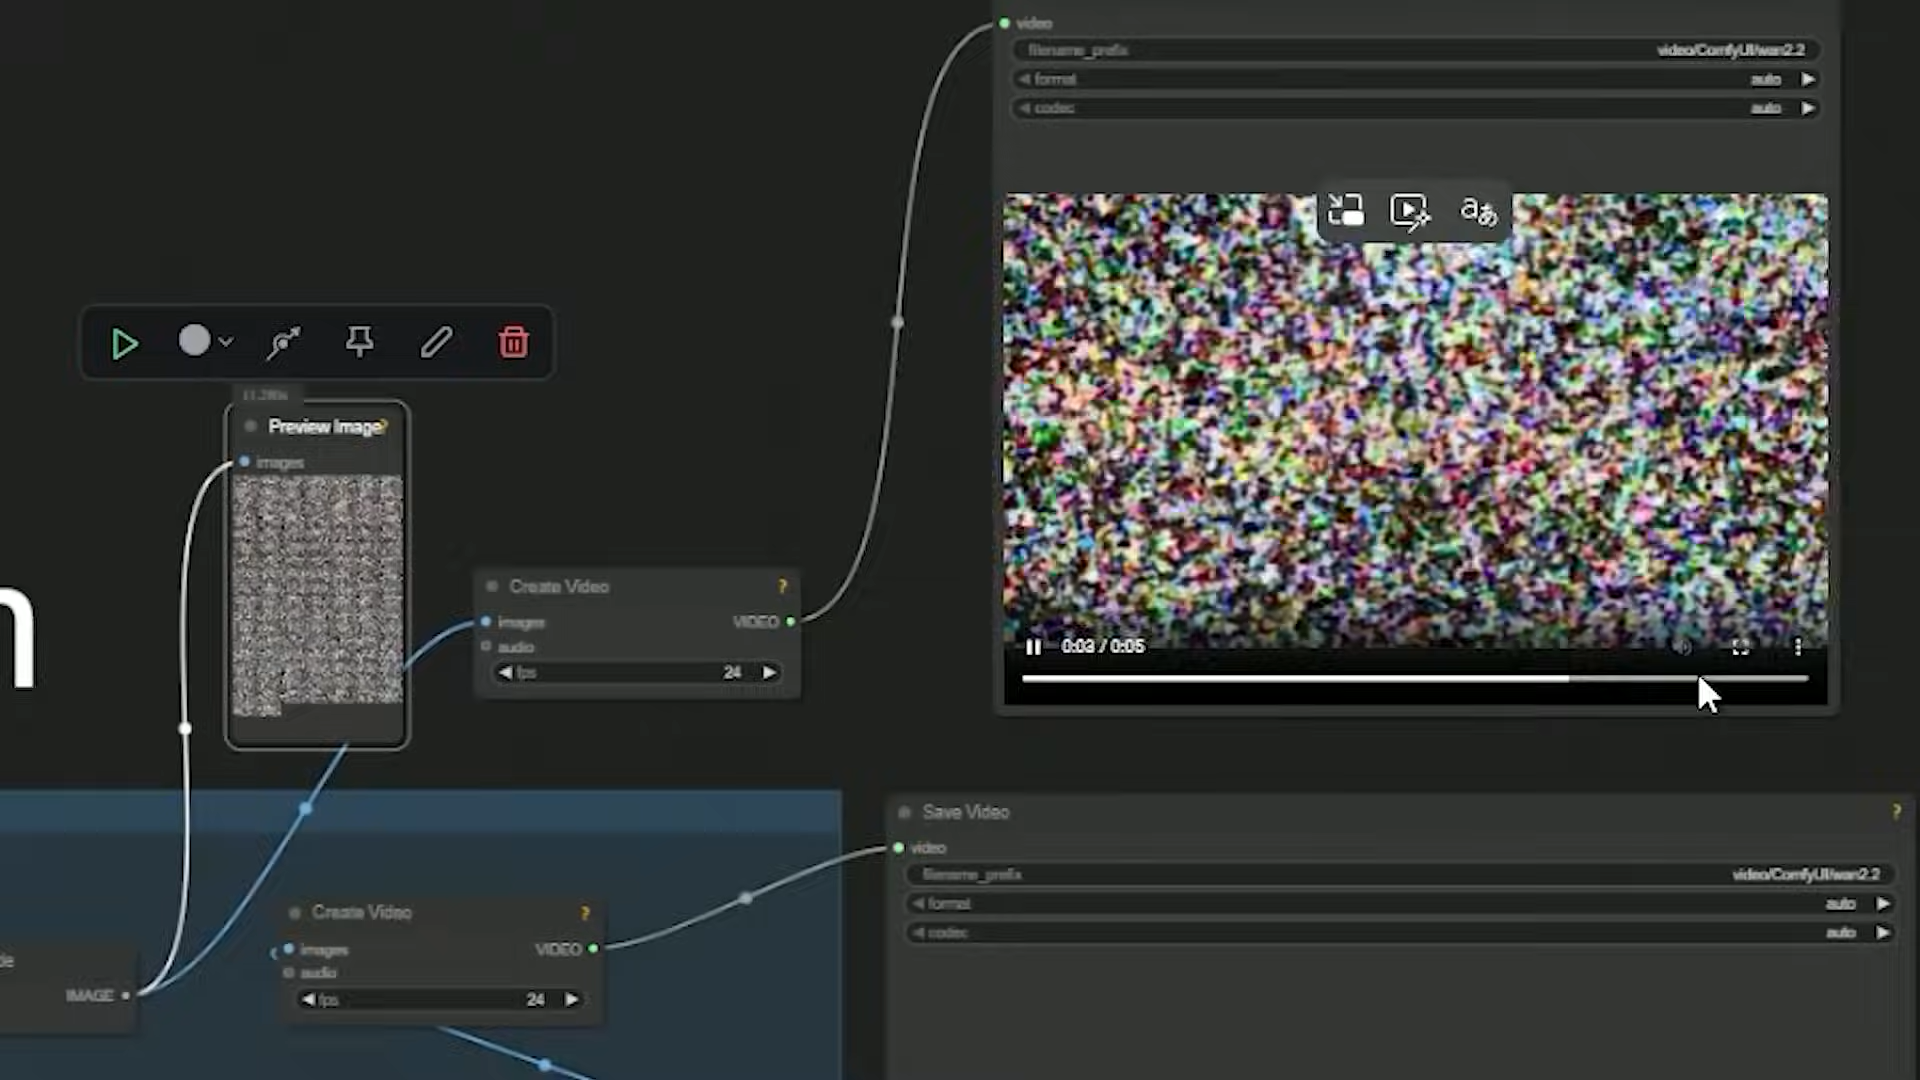 video
filename_prefix video/ComfyUI/wan2.2
format auto
codec auto
Preview Image
images
Create Video ?
images VIDEO
audio
fps 24
0:03 / 0:05
Save Video ?
video
filename_prefix video/ComfyUI/wan2.2
format auto
codec auto
Create Video ?
images VIDEO
audio
fps 24
de
IMAGE
n